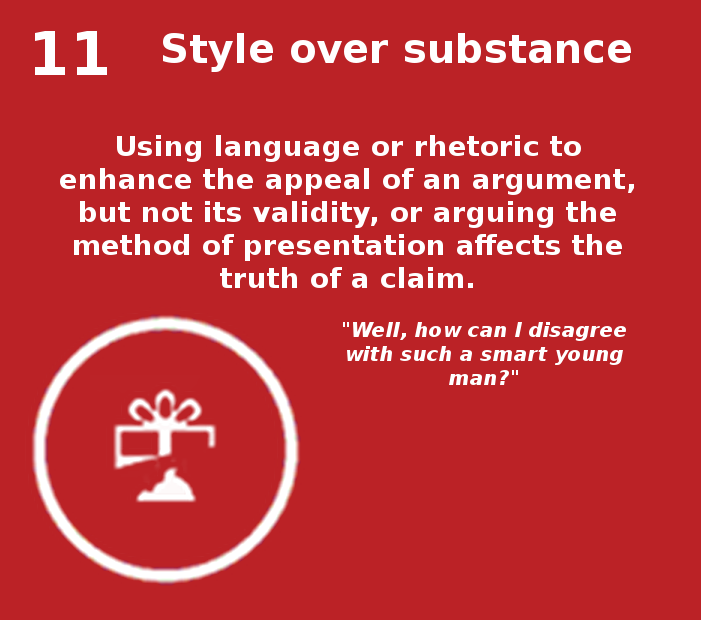 11 Style over substance
Using language or rhetoric to
enhance the appeal of an argument,
but not its validity, or arguing the
method of presentation affects the
truth of a claim.
"Well, how can I disagree
with such a smart young
man?"